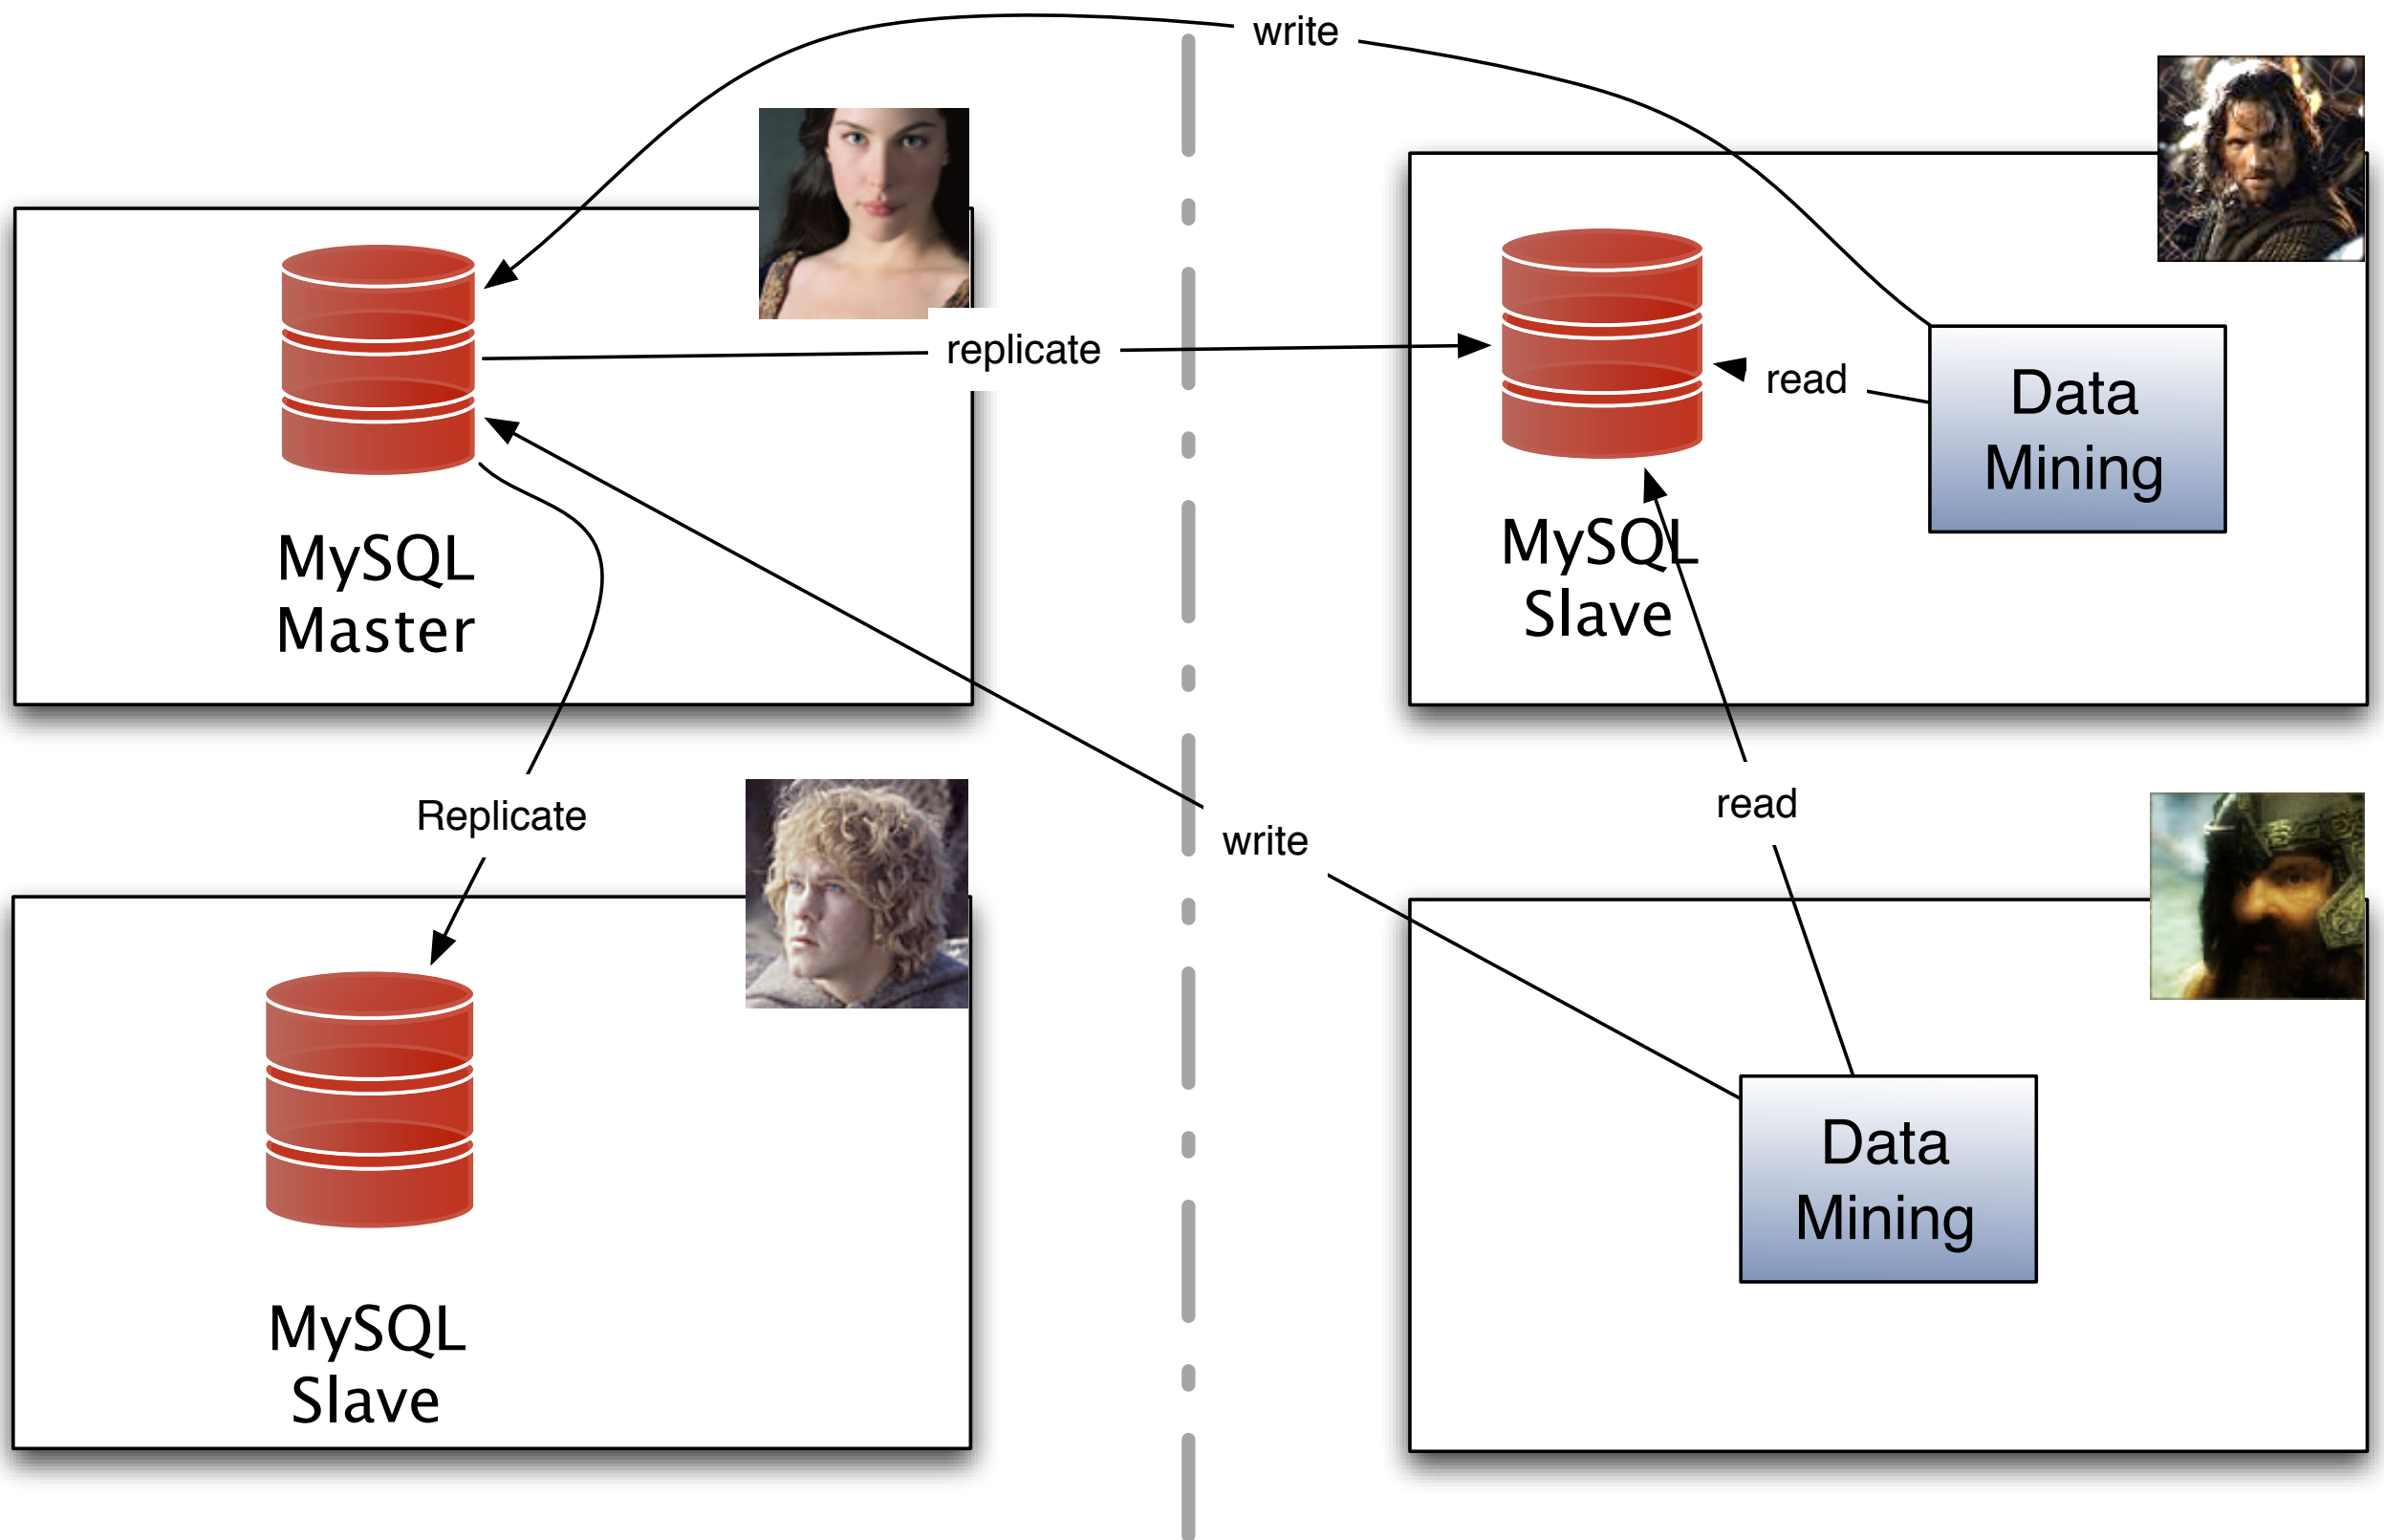 write
replicate
read
Data
Mining
MySQL
Master
MySQL
Slave
Replicate
write
read
MySQL
Slave
Data
Mining